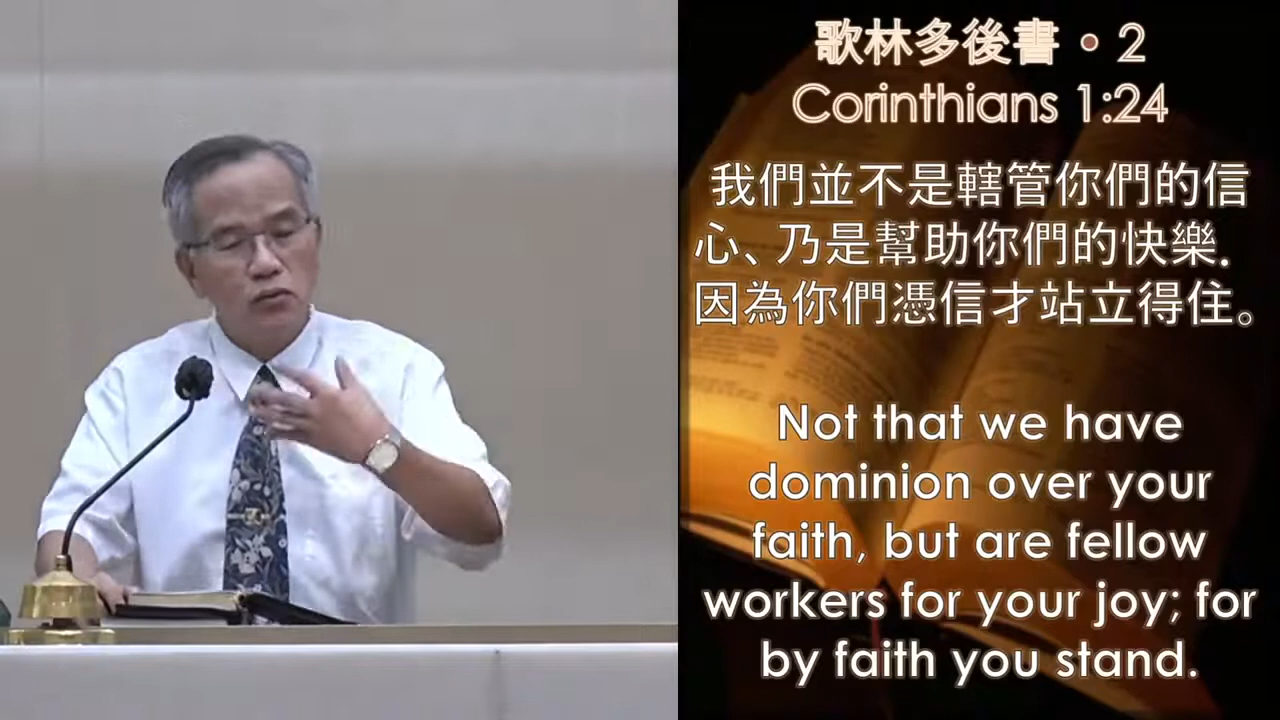 歌林多後書 • 2
Corinthians 1:24
我們並不是轄管你們的信
心、乃是幫助你們的快樂.
因為你們憑信才站立得住。
Not that we have
dominion over your
faith, but are fellow
workers for your joy; for
by faith you stand.